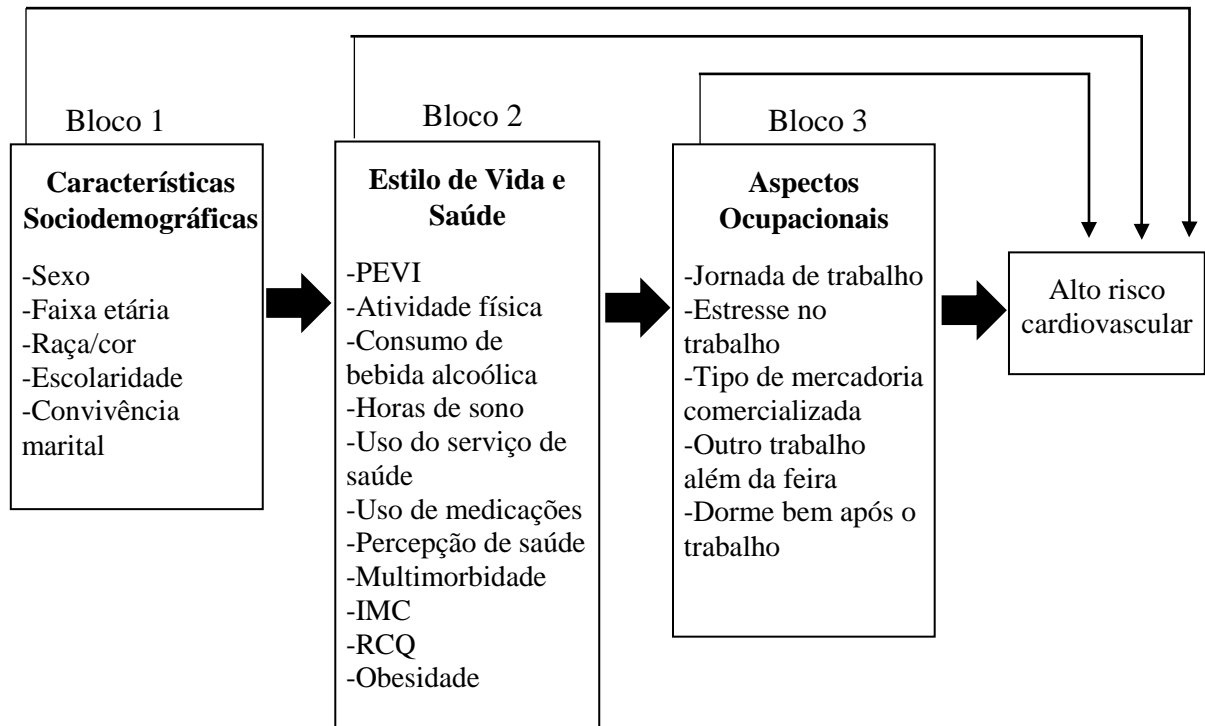 Bloco 1
Características
Sociodemográficas
-Sexo
-Faixa etária
-Raça/cor
-Escolaridade
-Convivência
marital
Bloco 2
Estilo de Vida e
Saúde
-PEVI
-Atividade física
-Consumo de
bebida alcoólica
-Horas de sono
-Uso do serviço de
saúde
-Uso de medicações
-Percepção de saúde
-Multimorbidade
-IMC
-RCQ
-Obesidade
Bloco 3
Aspectos
Ocupacionais
-Jornada de trabalho
-Estresse no
trabalho
-Tipo de mercadoria
comercializada
-Outro trabalho
além da feira
-Dorme bem após o
trabalho
Alto risco
cardiovascular